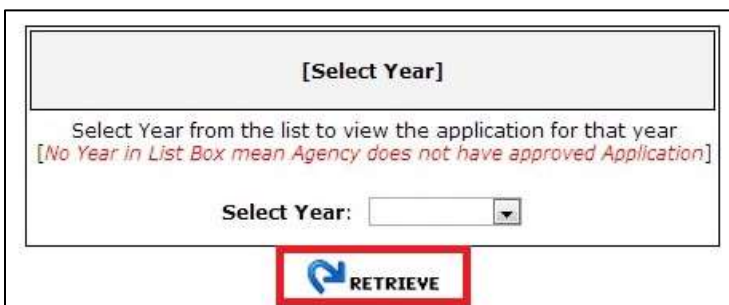 [Select Year]
Select Year from the list to view the application for that year
[No Year in List Box mean Agency does not have approved Application]
Select Year:
RETRIEVE